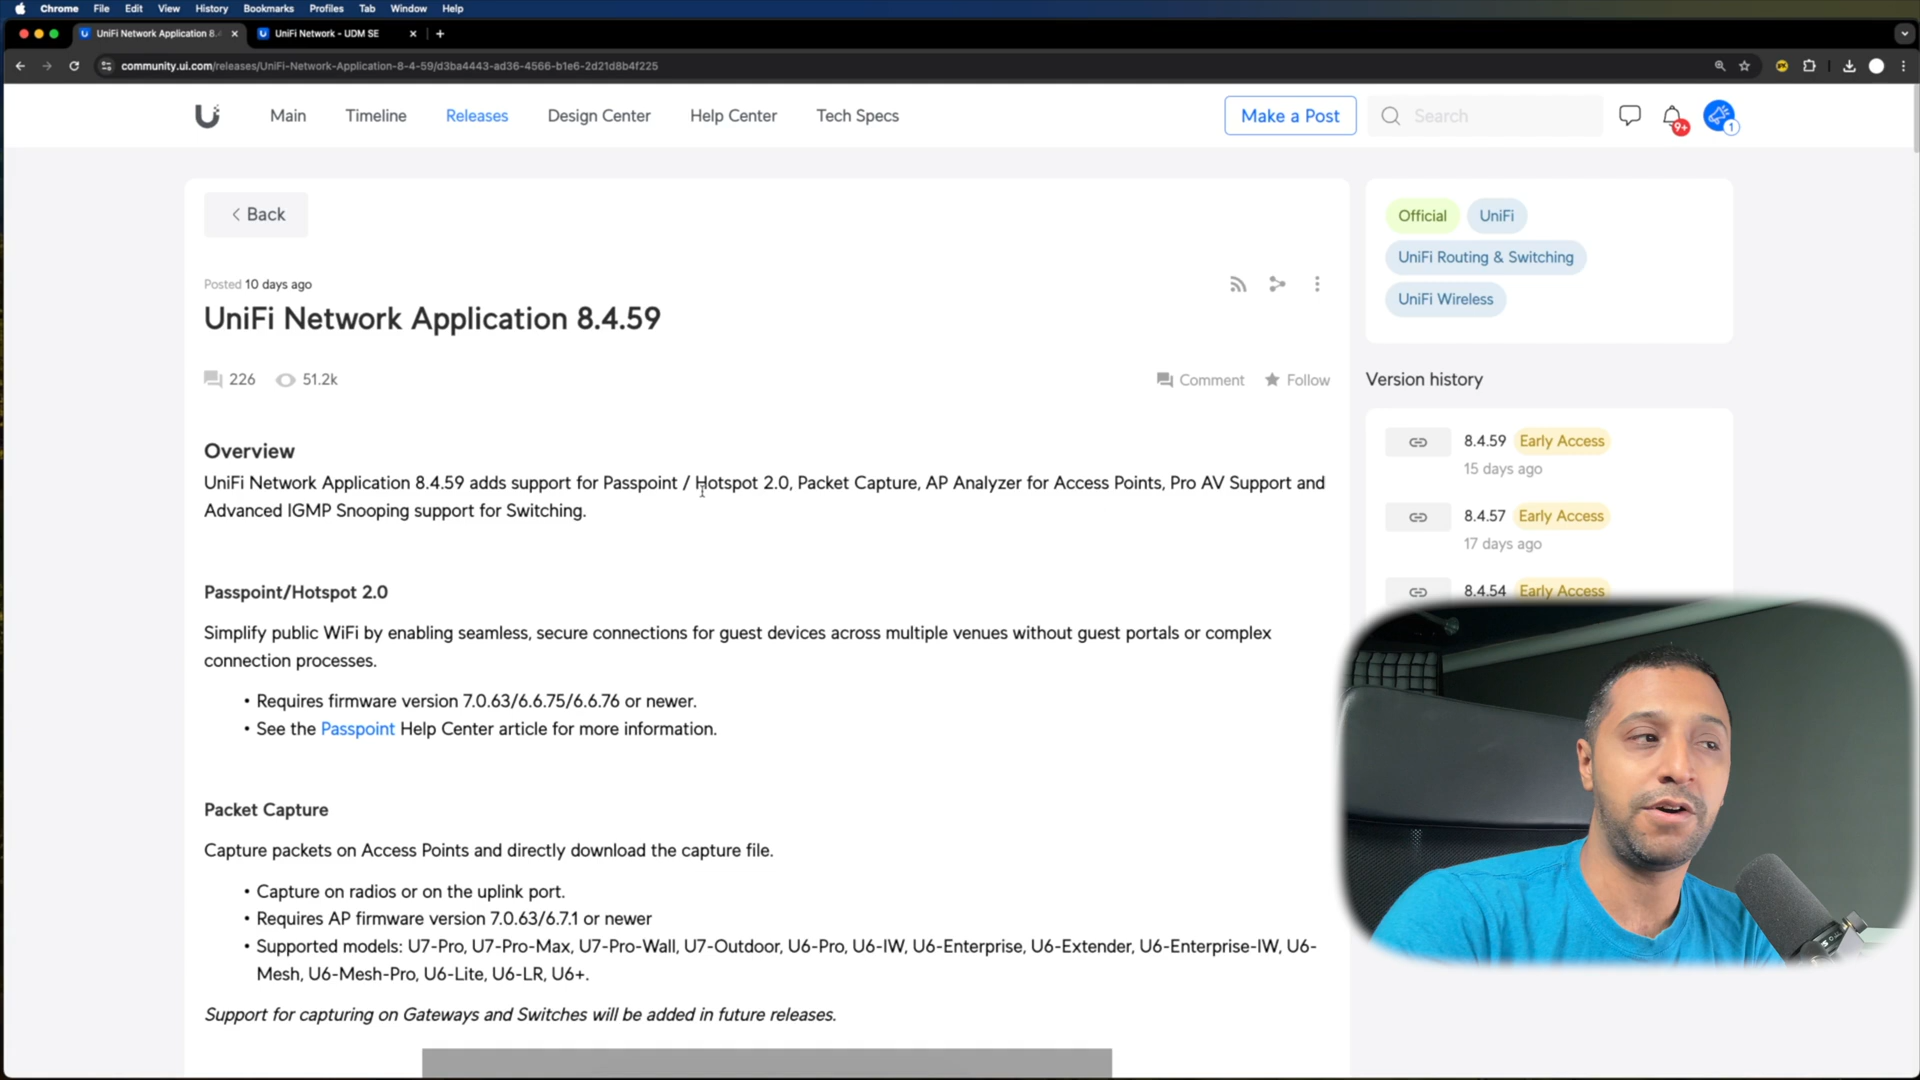 Chrome File Edit View History Bookmarks Profiles Tab Window Help
UniFi Network Application 8.4 UniFi Network - UDM SE
community.ui.com/releases/UniFi-Network-Application-8-4-59/d3ba4443-ad36-4566-b1e6-2d21d8b4f225
Main Timeline Releases Design Center Help Center Tech Specs Make a Post Search 9+ 1
Back
Posted 10 days ago
UniFi Network Application 8.4.59
226 51.2k Comment Follow
Overview
UniFi Network Application 8.4.59 adds support for Passpoint / Hotspot 2.0, Packet Capture, AP Analyzer for Access Points, Pro AV Support and
Advanced IGMP Snooping support for Switching.
Passpoint/Hotspot 2.0
Simplify public WiFi by enabling seamless, secure connections for guest devices across multiple venues without guest portals or complex
connection processes.
• Requires firmware version 7.0.63/6.6.75/6.6.76 or newer.
• See the Passpoint Help Center article for more information.
Packet Capture
Capture packets on Access Points and directly download the capture file.
• Capture on radios or on the uplink port.
• Requires AP firmware version 7.0.63/6.7.1 or newer
• Supported models: U7-Pro, U7-Pro-Max, U7-Pro-Wall, U7-Outdoor, U6-Pro, U6-IW, U6-Enterprise, U6-Extender, U6-Enterprise-IW, U6-
Mesh, U6-Mesh-Pro, U6-Lite, U6-LR, U6+.
Support for capturing on Gateways and Switches will be added in future releases.
Official UniFi
UniFi Routing & Switching
UniFi Wireless
Version history
8.4.59 Early Access
15 days ago
8.4.57 Early Access
17 days ago
8.4.54 Early Access